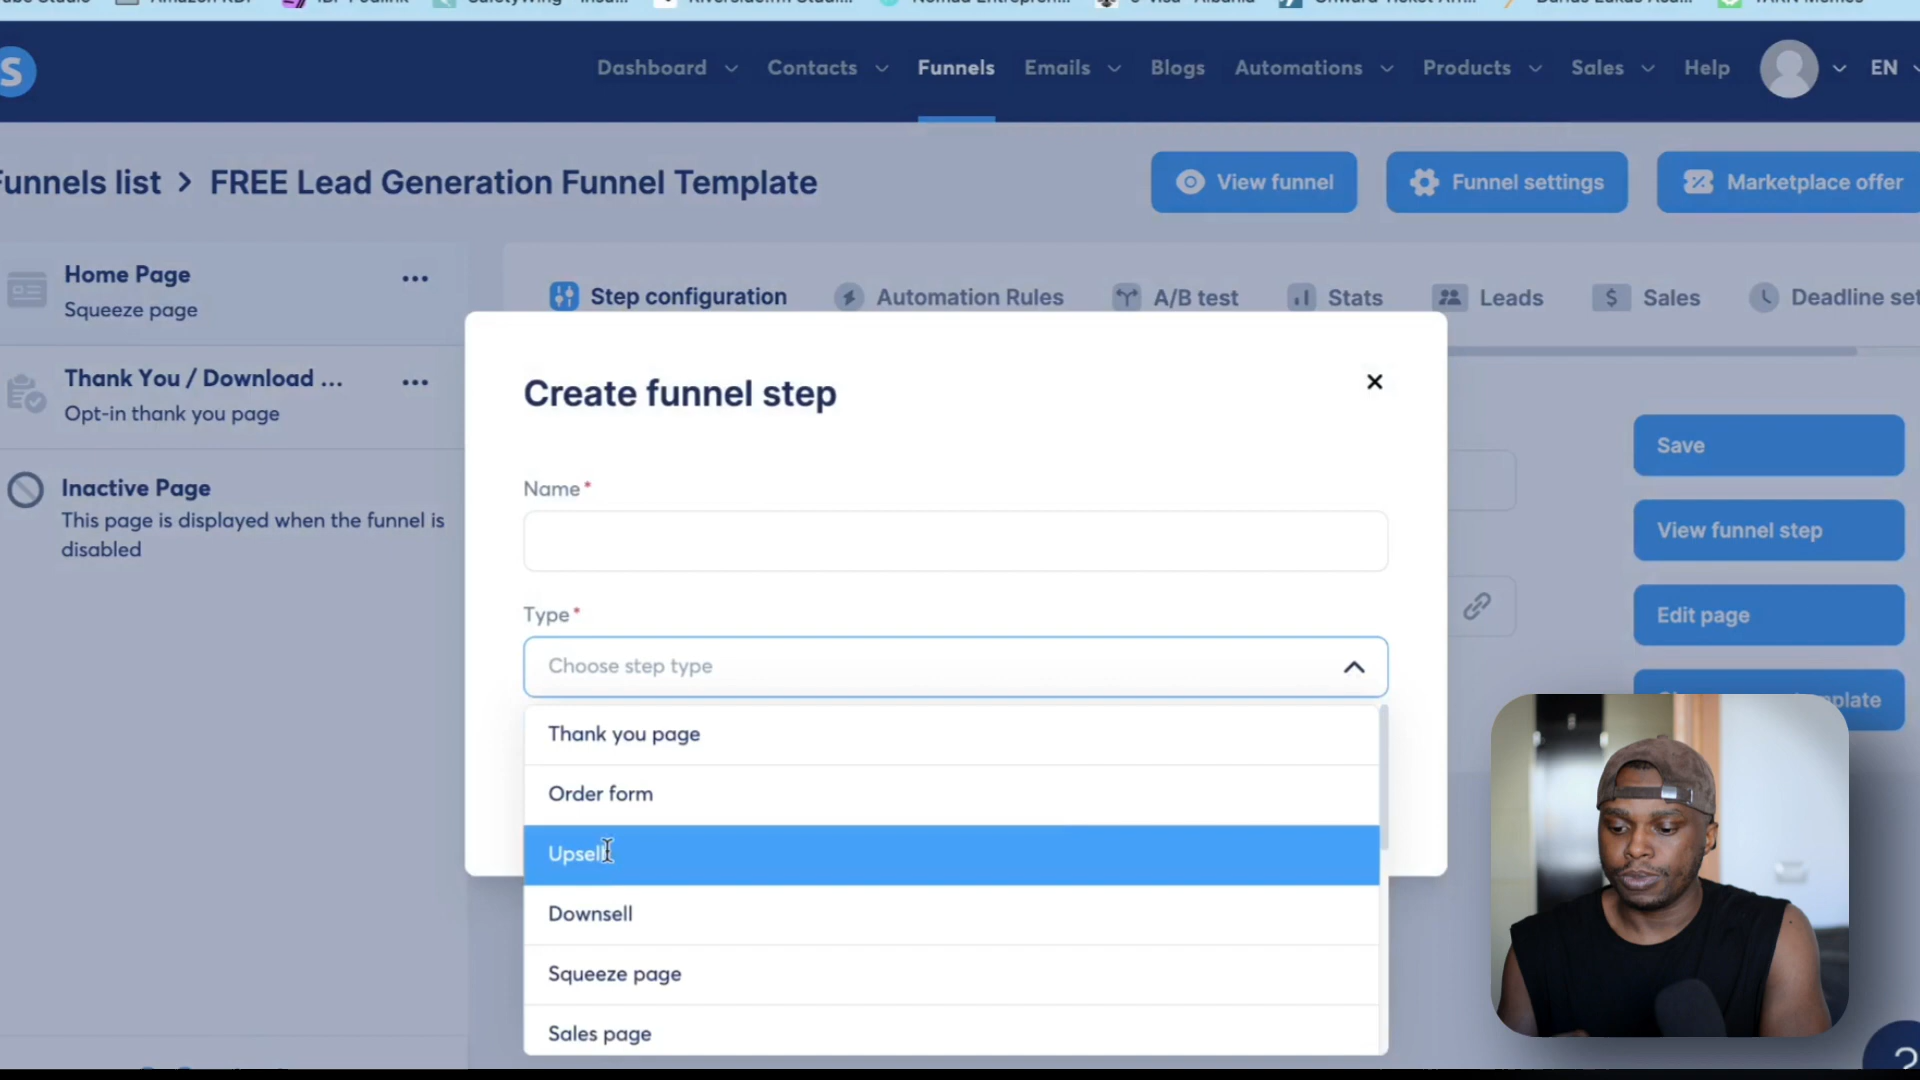 S
Dashboard
Contacts
Funnels
Emails
Blogs
Automations
Products
Sales
Help
EN
Funnels list > FREE Lead Generation Funnel Template
View funnel
Funnel settings
Marketplace offer
Home Page
Squeeze page
Thank You / Download ...
Opt-in thank you page
Inactive Page
This page is displayed when the funnel is
disabled
Step configuration
Automation Rules
A/B test
Stats
Leads
Sales
Deadline set
Create funnel step
Name*
Type*
Choose step type
Thank you page
Order form
Upsell
Downsell
Squeeze page
Sales page
Save
View funnel step
Edit page
plate
?